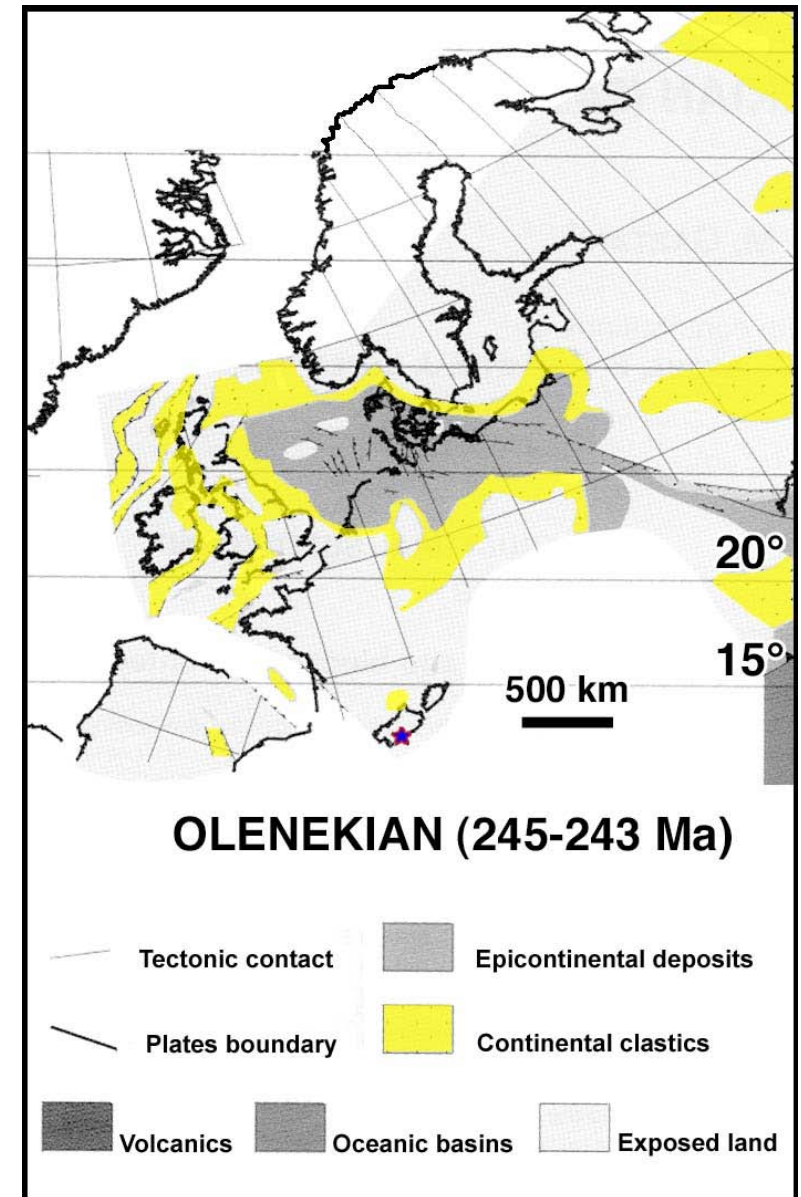 20°
15°
500 km
OLENEKIAN (245-243 Ma)
Tectonic contact
Epicontinental deposits
Plates boundary
Continental clastics
Volcanics
Oceanic basins
Exposed land